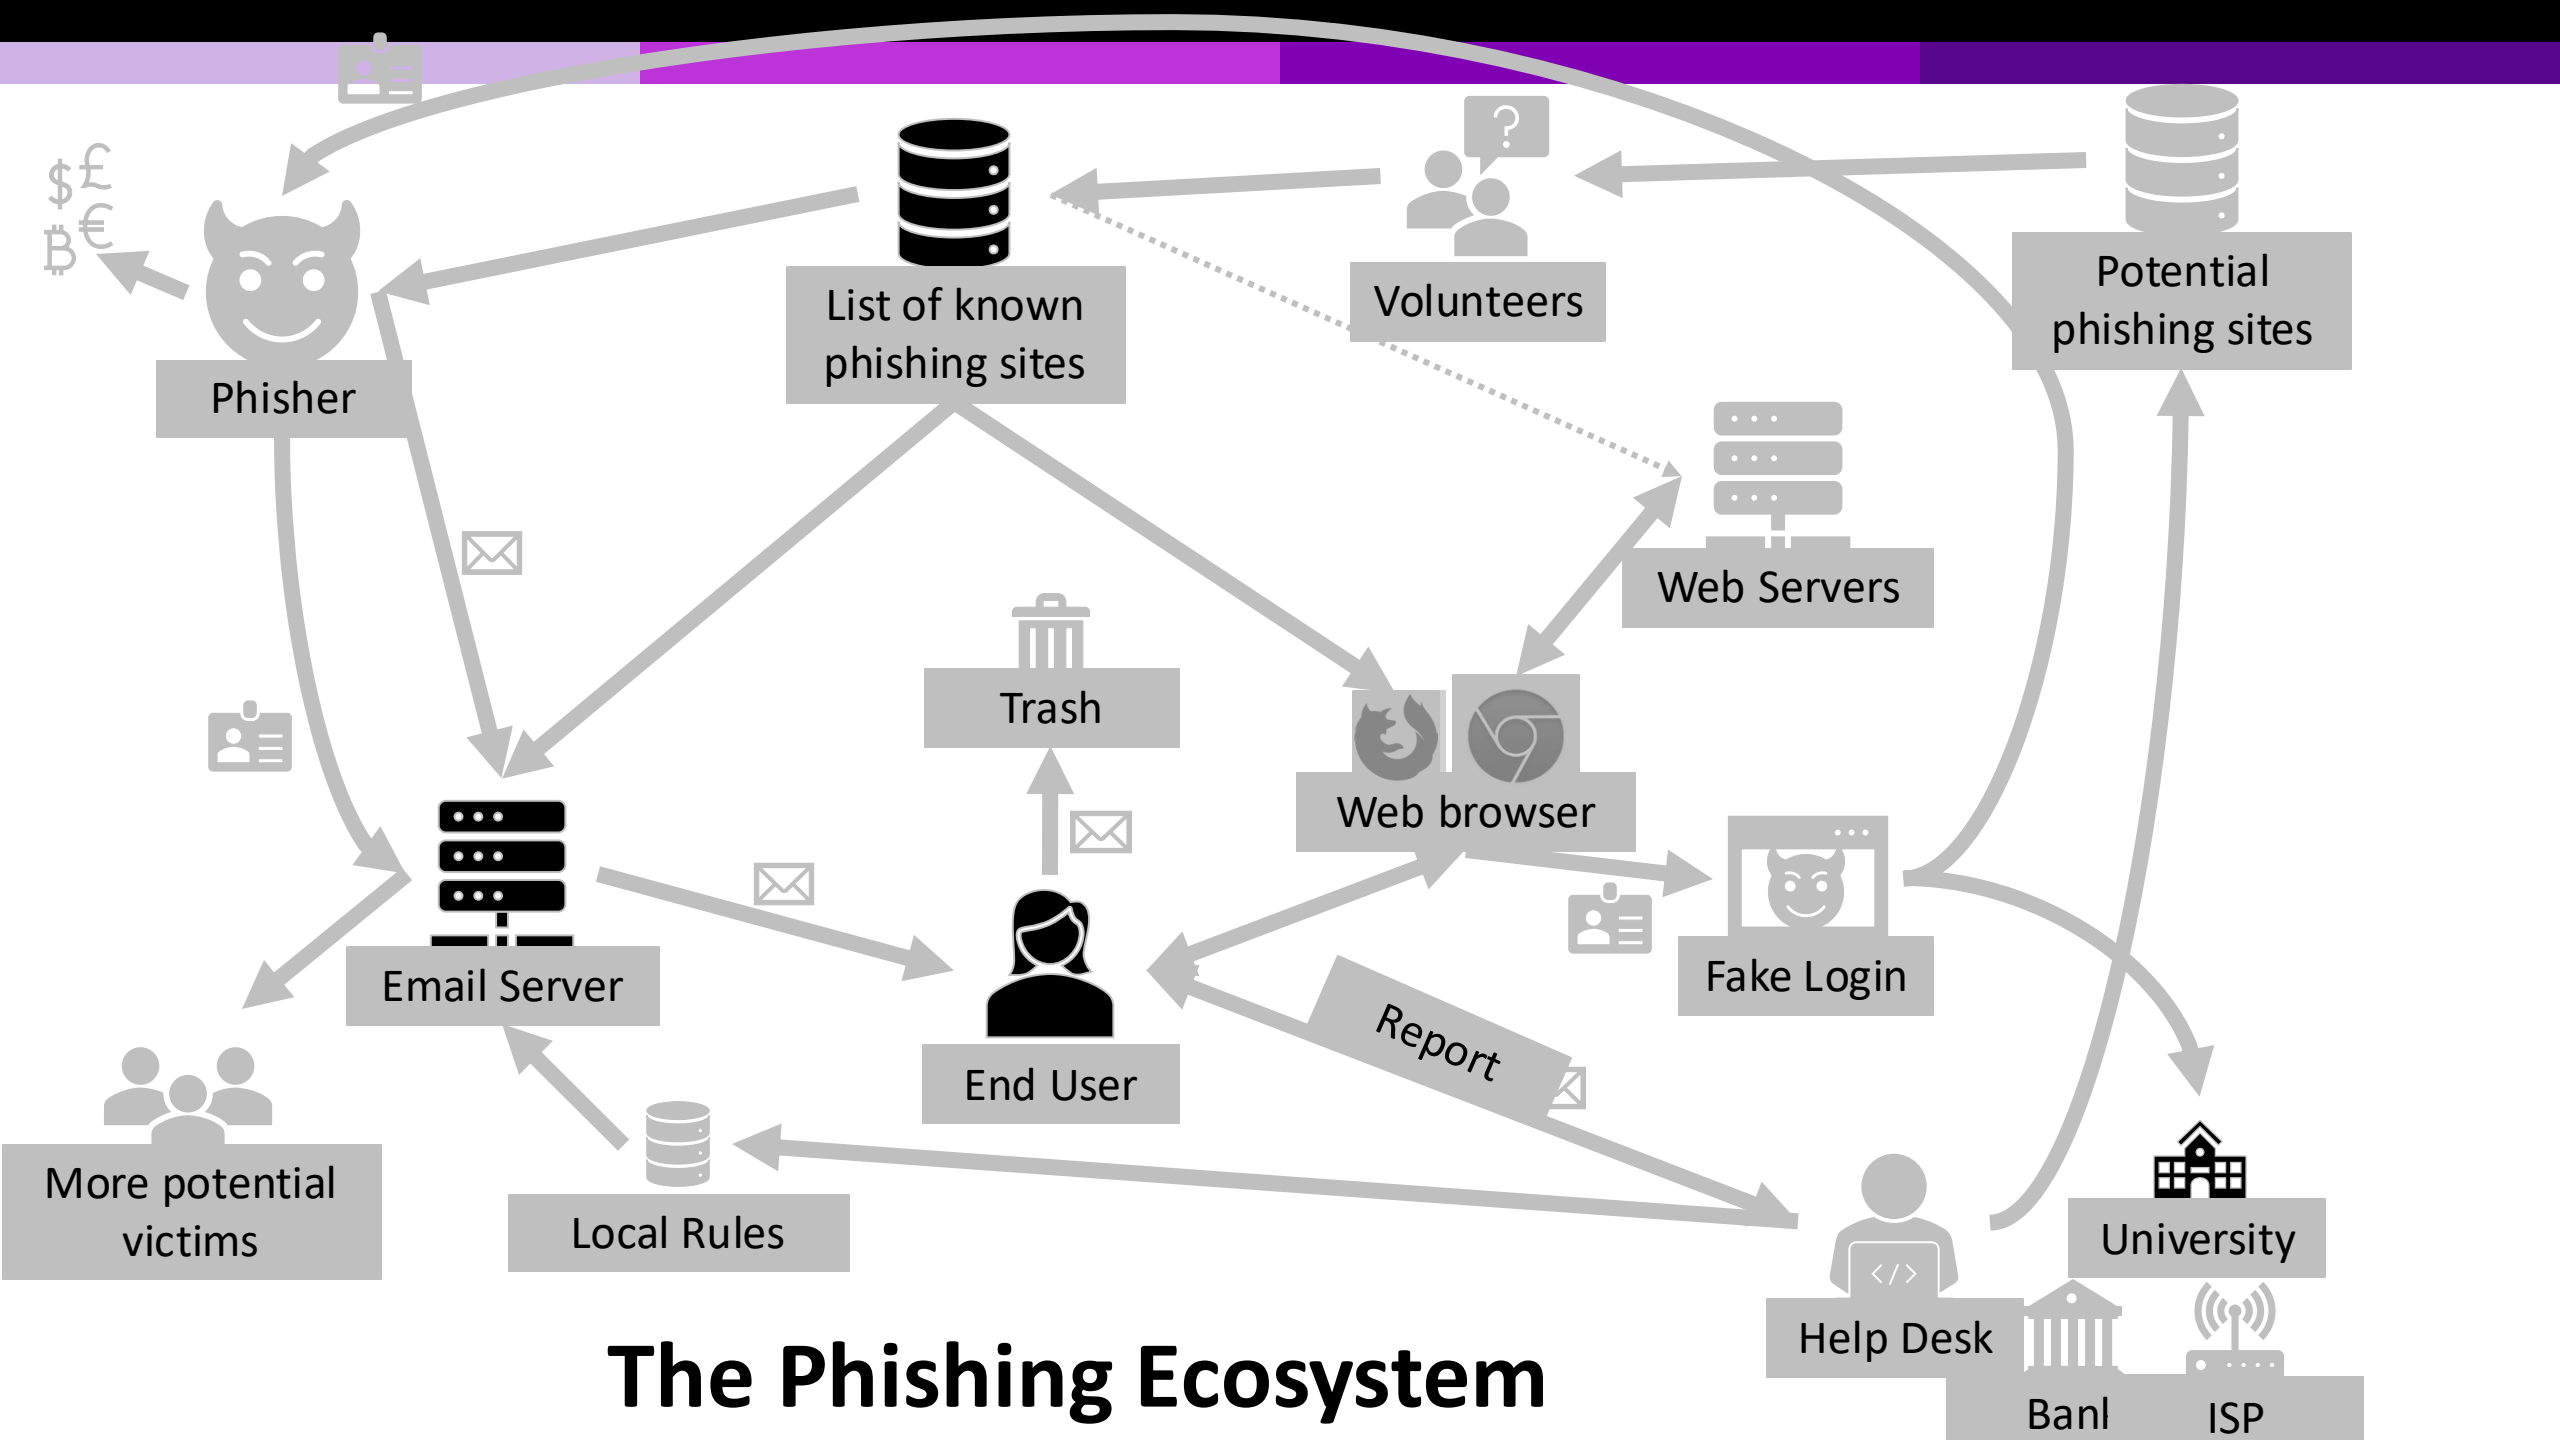 ?
$ £
₿ €
List of known
phishing sites
Volunteers
Potential
phishing sites
Phisher
Web Servers
Trash
Web browser
Email Server
Fake Login
Report
End User
More potential
victims
Local Rules
University
</>
Help Desk
The Phishing Ecosystem
Bank
ISP